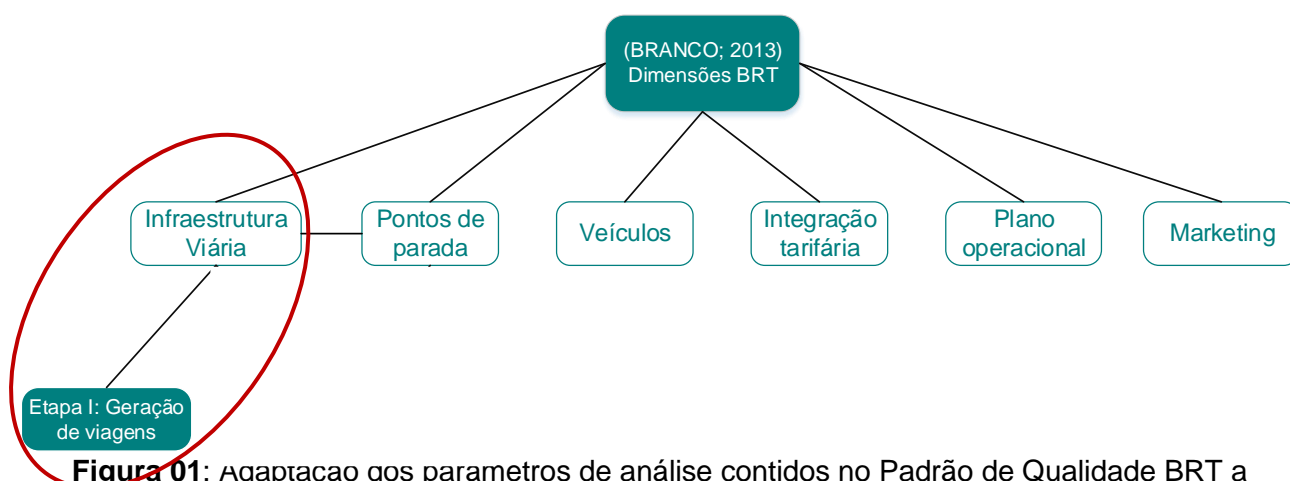 (BRANCO; 2013)
Dimensões BRT
Infraestrutura
Viária
Pontos de
parada
Veículos
Integração
tarifária
Plano
operacional
Marketing
Etapa I: Geração
de viagens
Figura 01: Adaptação dos parametros de análise contidos no Padrão de Qualidade BRT a